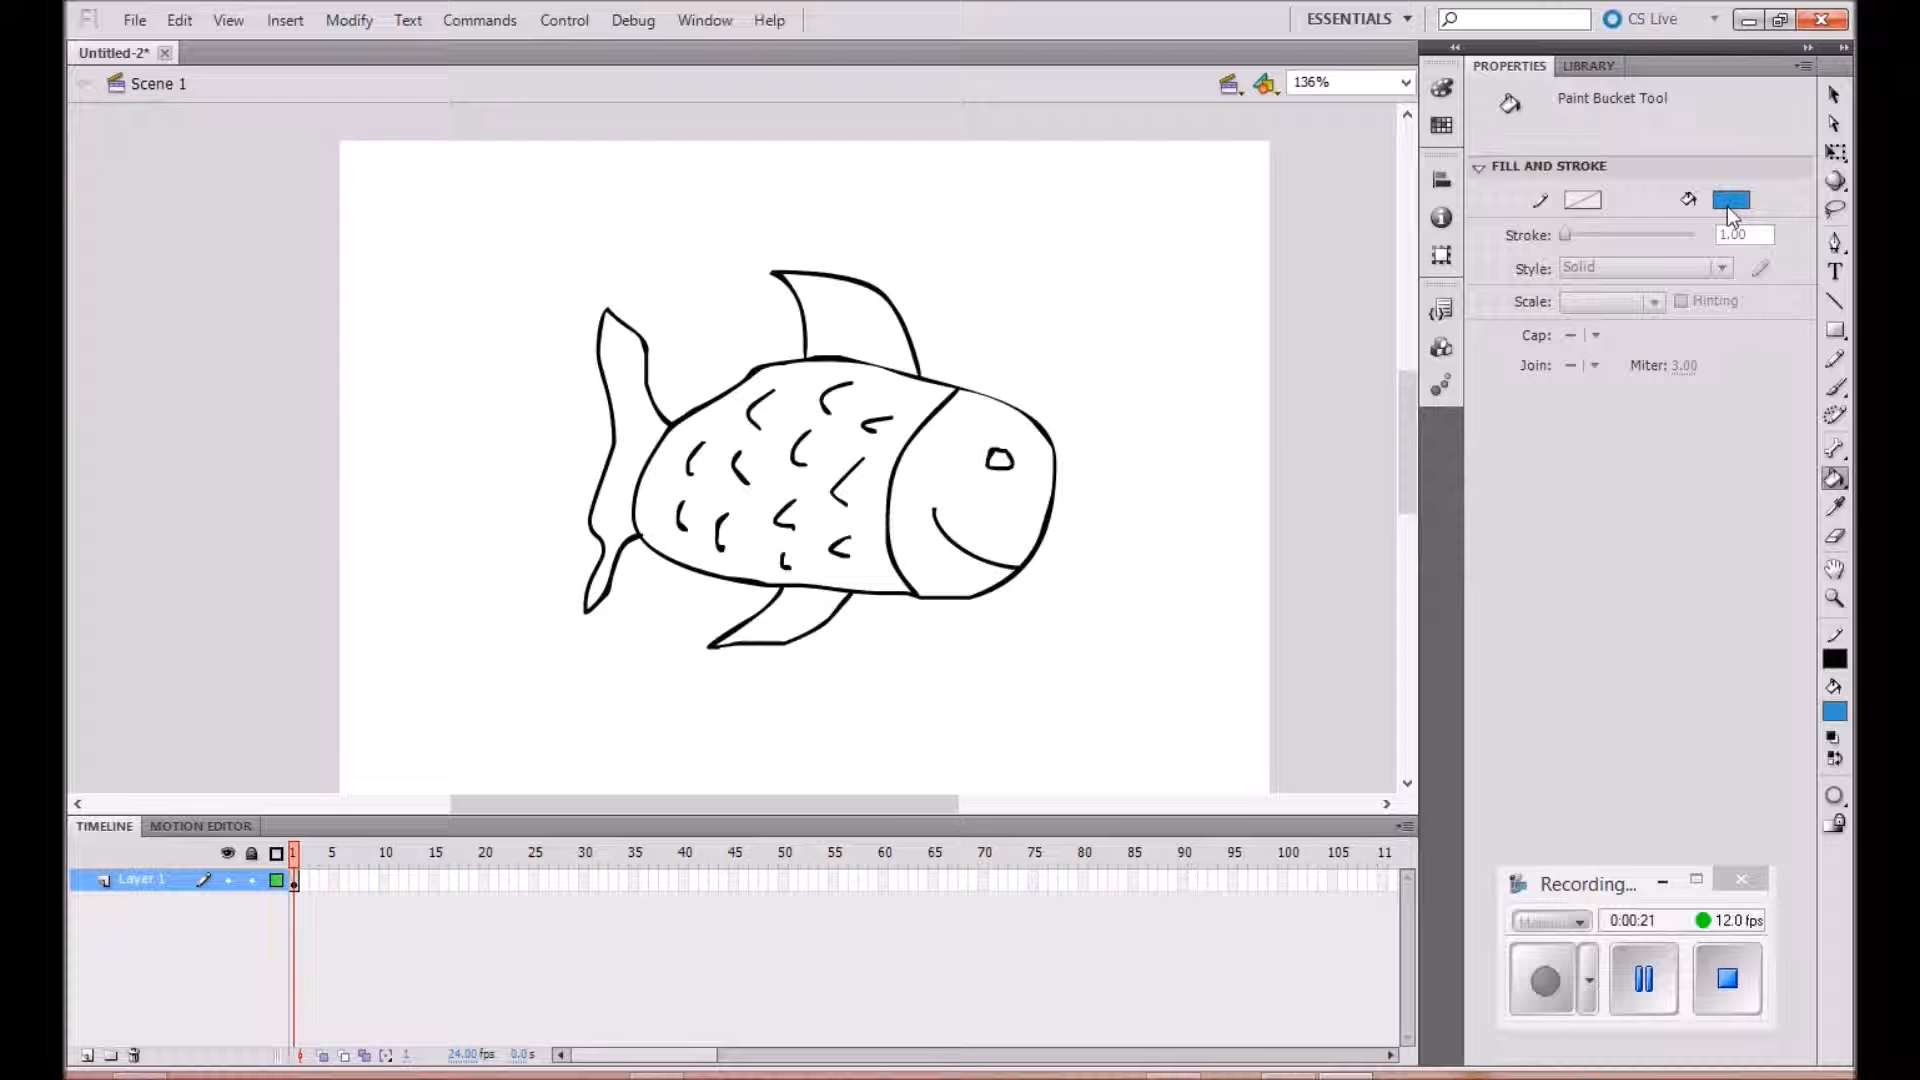 Fl File Edit View Insert Modify Text Commands Control Debug Window Help ESSENTIALS CS Live
Untitled-2*
Scene 1 136%
PROPERTIES LIBRARY
Paint Bucket Tool
FILL AND STROKE
Stroke: 1.00
Style: Solid
Scale: Hinting
Cap:
Join: Miter: 3.00
TIMELINE MOTION EDITOR
1 5 10 15 20 25 30 35 40 45 50 55 60 65 70 75 80 85 90 95 100 105 11
Layer 1
Recording...
0:00:21 12.0 fps
1 24.00 fps 0.0 s